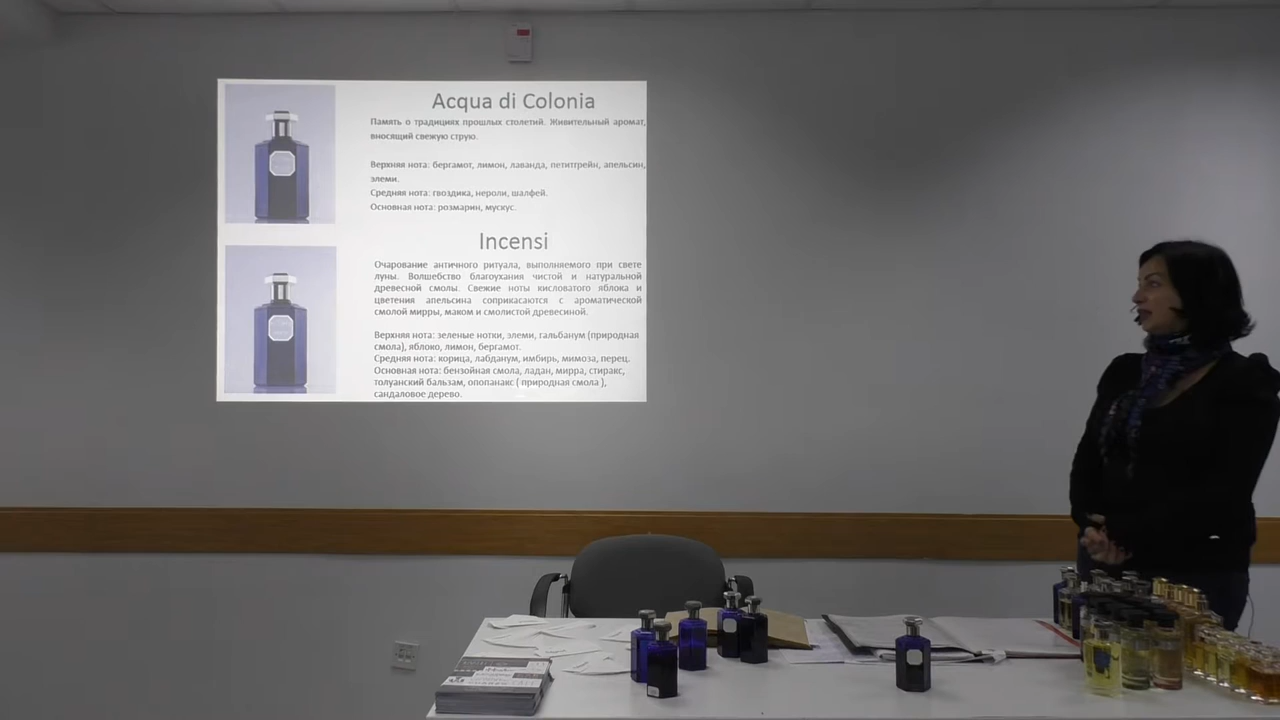 Acqua di Colonia
Память о традициях прошлых столетий. Живительный аромат,
вносящий свежую струю.
Верхняя нота: бергамот, лимон, лаванда, петитгрейн, апельсин,
элеми.
Средняя нота: гвоздика, нероли, шалфей.
Основная нота: розмарин, мускус.
Incensi
Очарование античного ритуала, выполняемого при свете
луны. Волшебство благоухания чистой и натуральной
древесной смолы. Свежие ноты кисловатого яблока и
цветения апельсина соприкасаются с ароматической
смолой мирры, маком и смолистой древесиной.
Верхняя нота: зеленые нотки, элеми, гальбанум (природная
смола), яблоко, лимон, бергамот.
Средняя нота: корица, лабданум, имбирь, мимоза, перец.
Основная нота: бензойная смола, ладан, мирра, стиракс,
толуанский бальзам, опопанакс ( природная смола ),
сандаловое дерево.